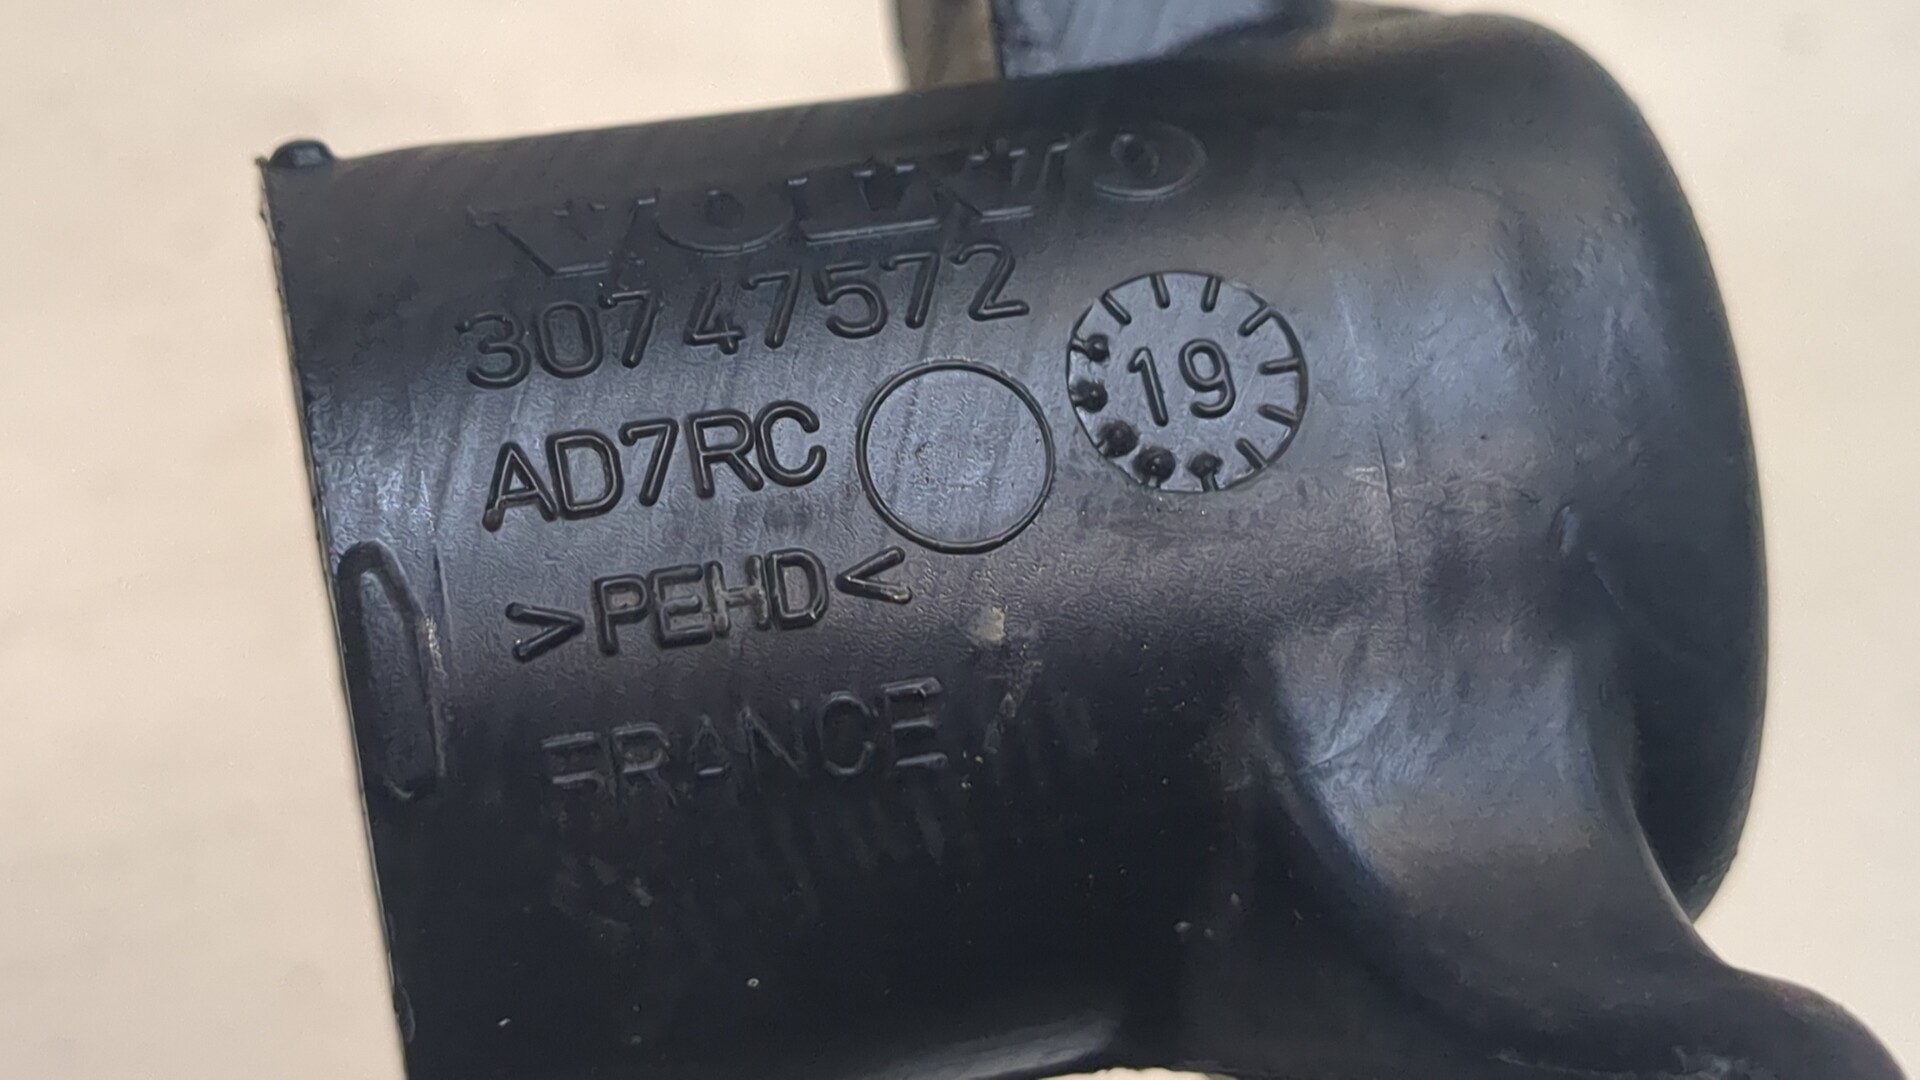 VOLVO
30747572
19
AD7RC
>PEHD<
FRANCE